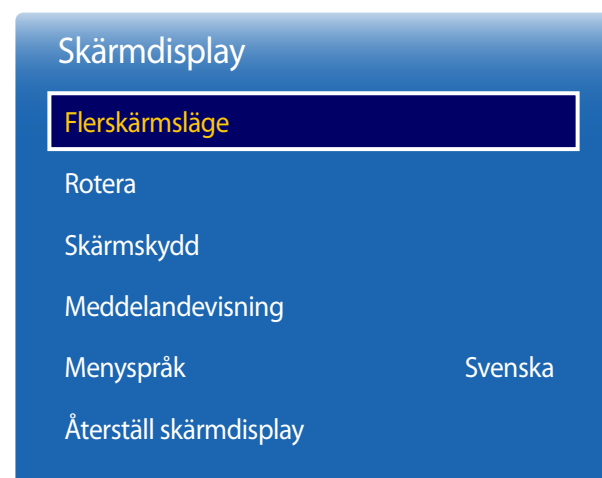 Skärmdisplay
Flerskärmsläge
Rotera
Skärmskydd
Meddelandevisning
Menyspråk Svenska
Återställ skärmdisplay